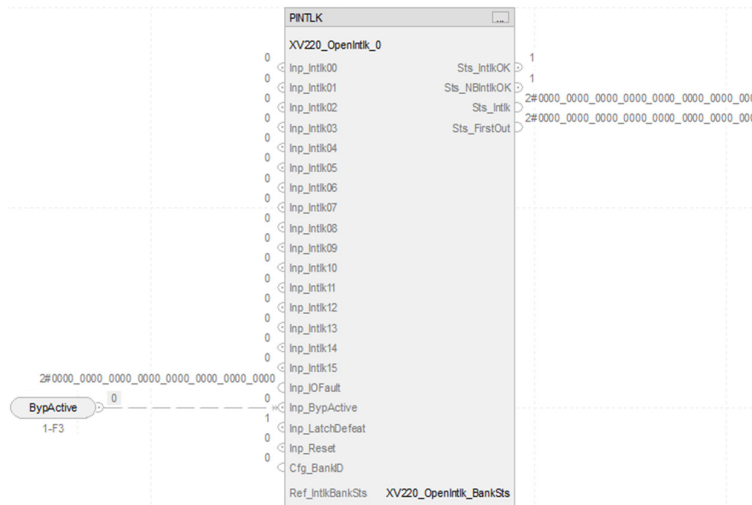 PINTLK ...
XV220_OpenIntlk_0
0 Inp_Intlk00 Sts_IntlkOK 1
0 Inp_Intlk01 Sts_NBIntlkOK 1
0 Inp_Intlk02 Sts_Intlk 2#0000_0000_0000_0000_0000_0000_000
0 Inp_Intlk03 Sts_FirstOut 2#0000_0000_0000_0000_0000_0000_000
0 Inp_Intlk04
0 Inp_Intlk05
0 Inp_Intlk06
0 Inp_Intlk07
0 Inp_Intlk08
0 Inp_Intlk09
0 Inp_Intlk10
0 Inp_Intlk11
0 Inp_Intlk12
0 Inp_Intlk13
0 Inp_Intlk14
0 Inp_Intlk15
2#0000_0000_0000_0000_0000_0000_0000_0000 Inp_IOFault
BypActive 0 0 Inp_BypActive
1-F3
1 Inp_LatchDefeat
0 Inp_Reset
0 Cfg_BankID
Ref_IntlkBankSts XV220_OpenIntlk_BankSts